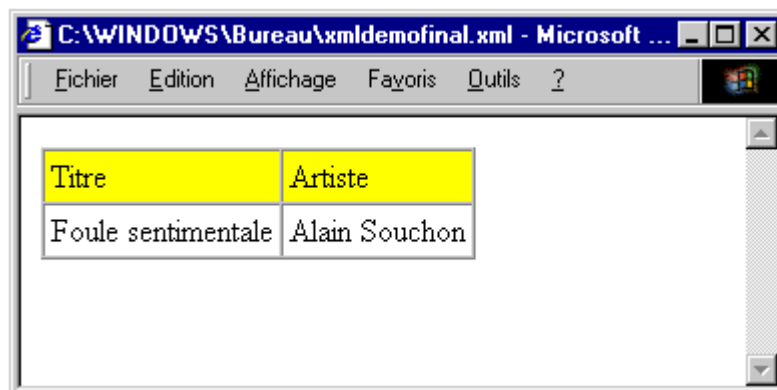 C:\WINDOWS\Bureau\xmldemofinal.xml - Microsoft ...
Fichier Edition Affichage Favoris Outils ?
Titre Artiste
Foule sentimentale Alain Souchon